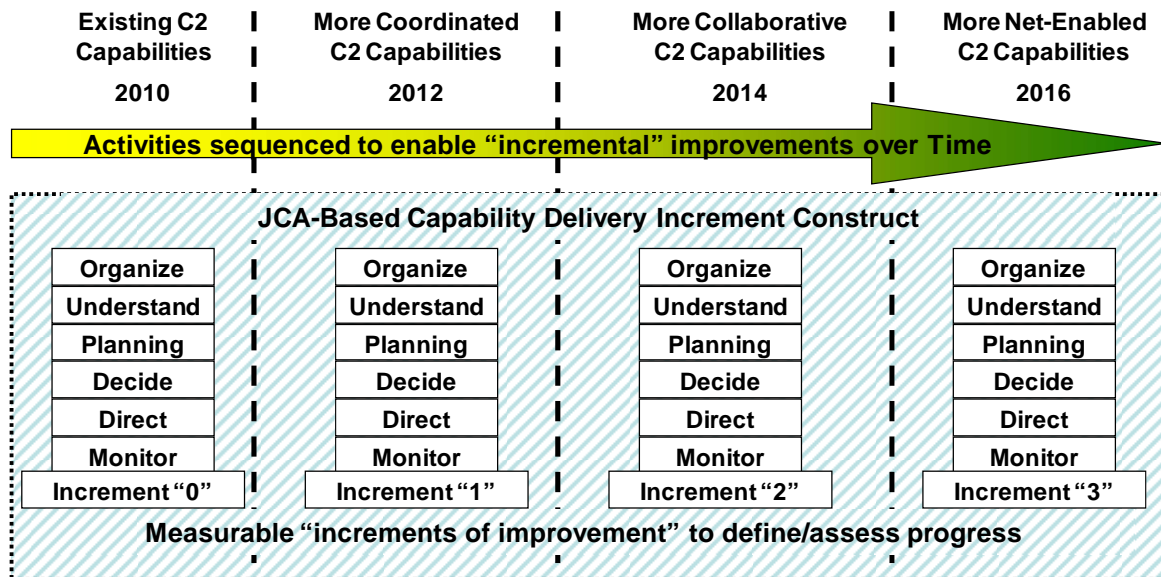 Existing C2
Capabilities
2010
More Coordinated
C2 Capabilities
2012
More Collaborative
C2 Capabilities
2014
More Net-Enabled
C2 Capabilities
2016
Activities sequenced to enable “incremental” improvements over Time
JCA-Based Capability Delivery Increment Construct
Organize
Understand
Planning
Decide
Direct
Monitor
Increment “0”
Organize
Understand
Planning
Decide
Direct
Monitor
Increment “1”
Organize
Understand
Planning
Decide
Direct
Monitor
Increment “2”
Organize
Understand
Planning
Decide
Direct
Monitor
Increment “3”
Measurable “increments of improvement” to define/assess progress